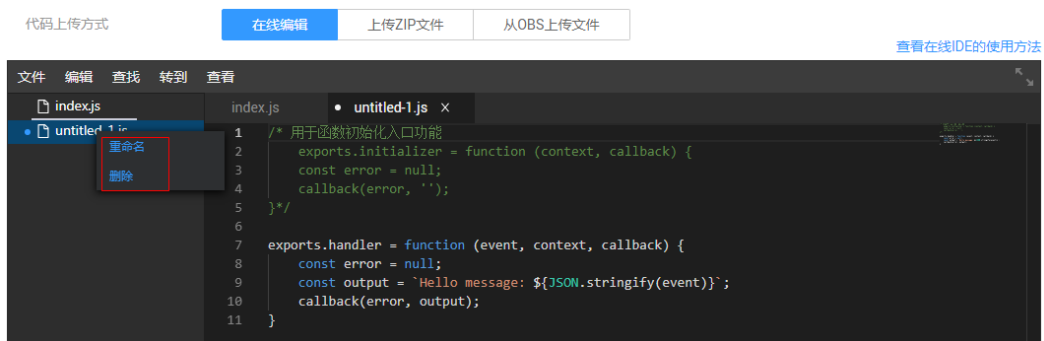 代码上传方式 在线编辑 上传ZIP文件 从OBS上传文件
查看在线IDE的使用方法
文件 编辑 查找 转到 查看
index.js
untitled-1.js
重命名
删除
index.js ● untitled-1.js ×
1 /* 用于函数初始化入口功能
2 exports.initializer = function (context, callback) {
3 const error = null;
4 callback(error, '');
5 }*/
6
7 exports.handler = function (event, context, callback) {
8 const error = null;
9 const output = `Hello message: ${JSON.stringify(event)}`;
10 callback(error, output);
11 }